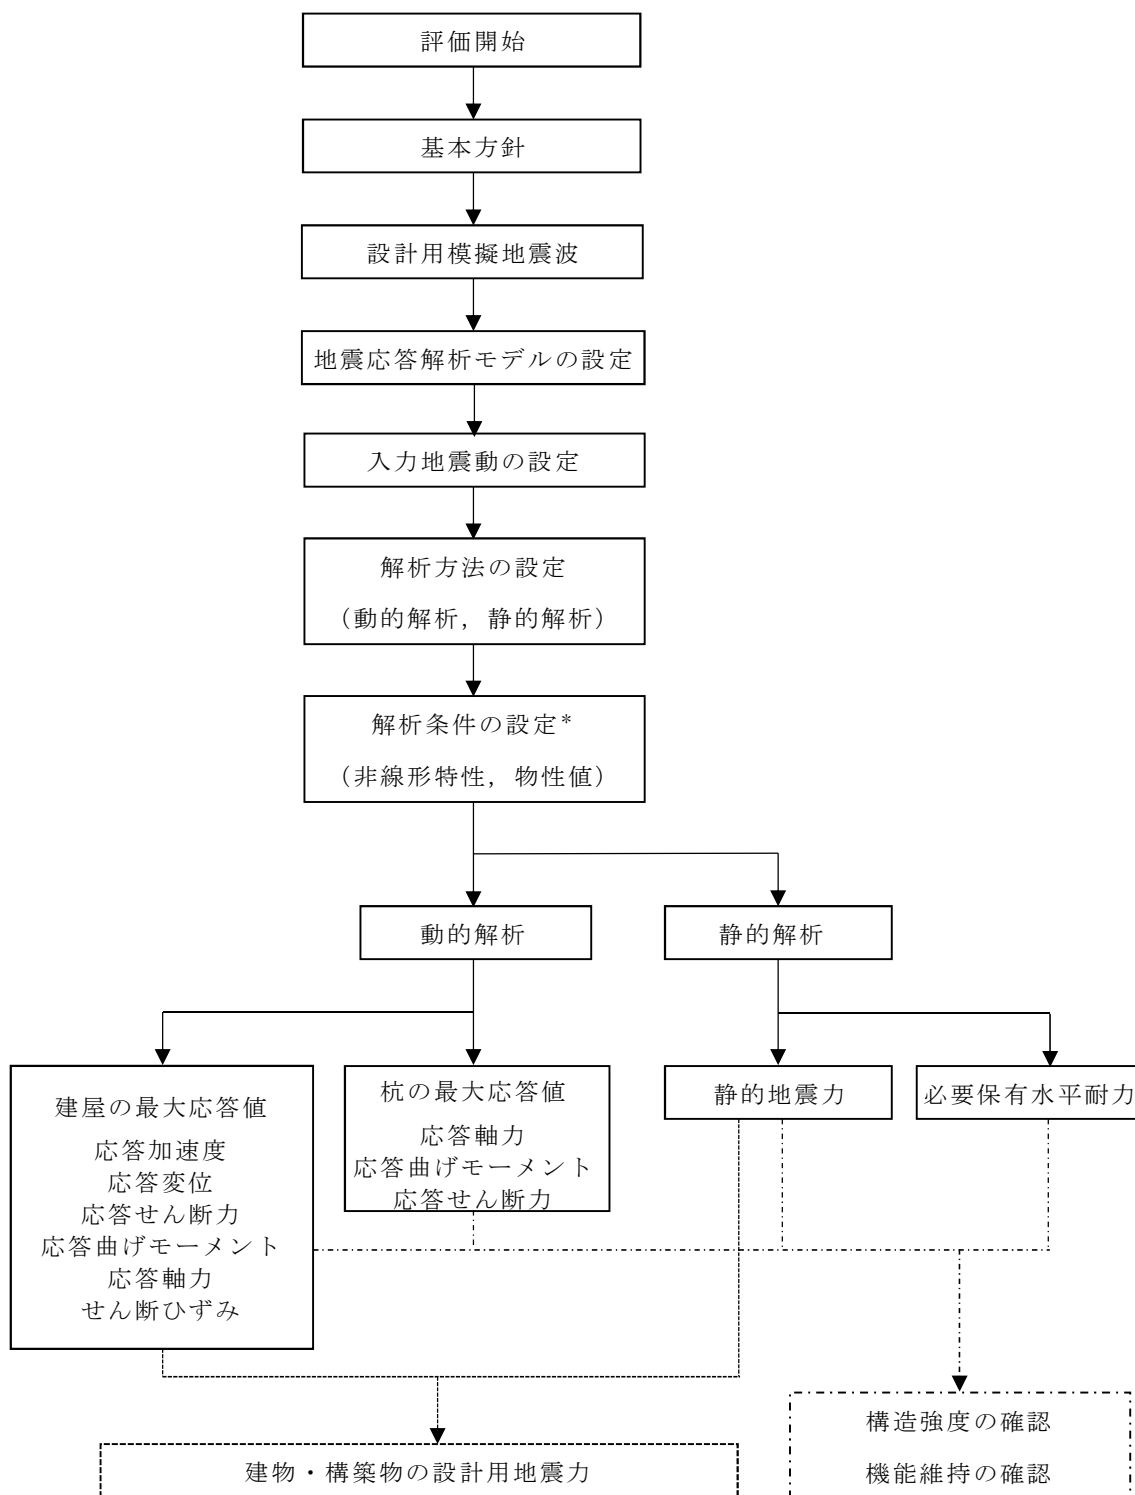 評価開始
基本方針
設計用模擬地震波
地震応答解析モデルの設定
入力地震動の設定
解析方法の設定
（動的解析，静的解析）
解析条件の設定*
（非線形特性，物性値）
動的解析
静的解析
建屋の最大応答値
応答加速度
応答変位
応答せん断力
応答曲げモーメント
応答軸力
せん断ひずみ
杭の最大応答値
応答軸力
応答曲げモーメント
応答せん断力
静的地震力
必要保有水平耐力
建物・構築物の設計用地震力
構造強度の確認
機能維持の確認